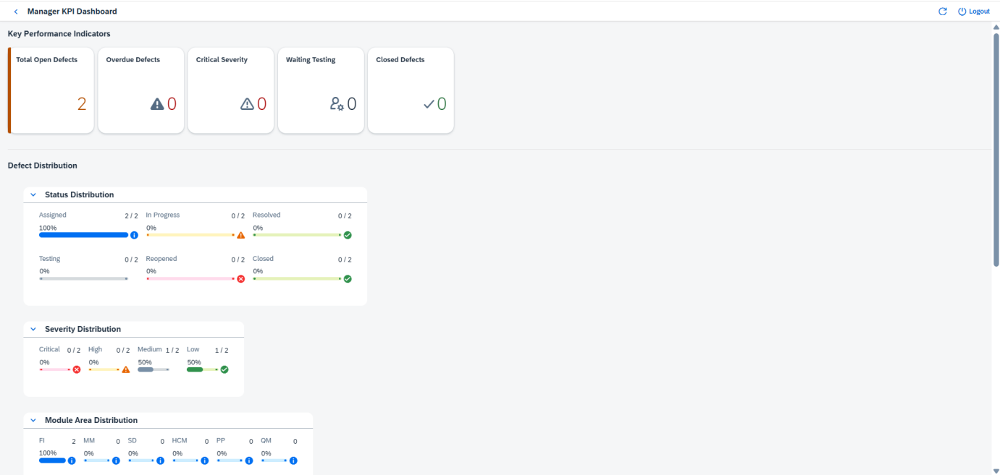 Manager KPI Dashboard Logout
Key Performance Indicators
Total Open Defects Overdue Defects Critical Severity Waiting Testing Closed Defects
2 0 0 0 0
Defect Distribution
Status Distribution
Assigned 2 / 2 In Progress 0 / 2 Resolved 0 / 2
100% 0% 0%
Testing 0 / 2 Reopened 0 / 2 Closed 0 / 2
0% 0% 0%
Severity Distribution
Critical 0 / 2 High 0 / 2 Medium 1 / 2 Low 1 / 2
0% 0% 50% 50%
Module Area Distribution
FI 2 MM 0 SD 0 HCM 0 PP 0 QM 0
100% 0% 0% 0% 0% 0%